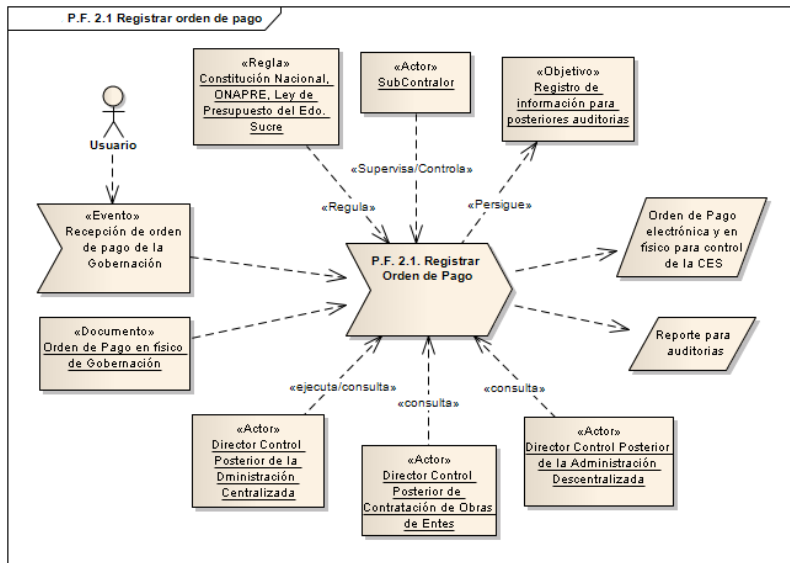 P.F. 2.1 Registrar orden de pago
«Regla»
Constitución Nacional,
ONAPRE, Ley de
Presupuesto del Edo.
Sucre
«Actor»
SubContralor
«Objetivo»
Registro de
información para
posteriores auditorias
Usuario
«Supervisa/Controla»
«Regula»
«Persigue»
«Evento»
Recepción de orden
de pago de la
Gobernación
P.F. 2.1. Registrar
Orden de Pago
Orden de Pago
electrónica y en
físico para control
de la CES
«Documento»
Orden de Pago en físico
de Gobernación
Reporte para
auditorias
«ejecuta/consulta»
«consulta»
«consulta»
«Actor»
Director Control
Posterior de la
Dministración
Centralizada
«Actor»
Director Control
Posterior de
Contratación de Obras
de Entes
«Actor»
Director Control Posterior
de la Administración
Descentralizada